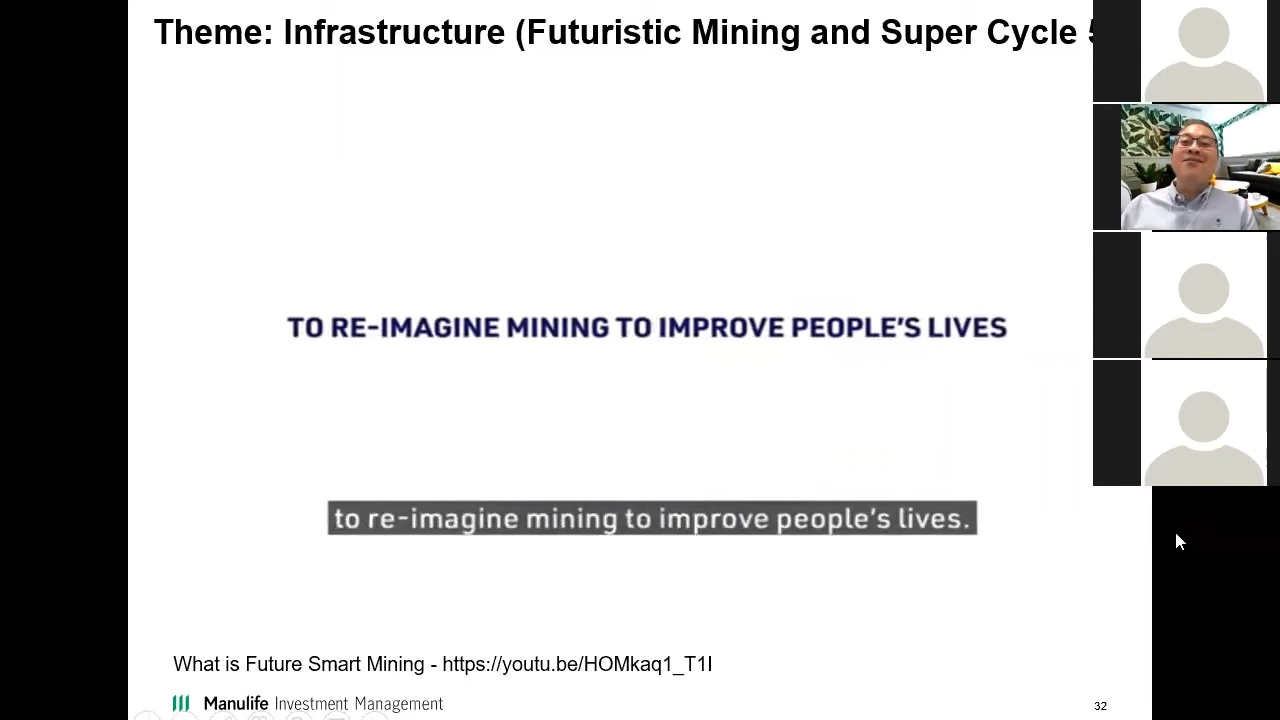 Theme: Infrastructure (Futuristic Mining and Super Cycle
TO RE-IMAGINE MINING TO IMPROVE PEOPLE'S LIVES
to re-imagine mining to improve people's lives.
What is Future Smart Mining - https://youtu.be/HOMkaq1_T1I
Manulife Investment Management
32